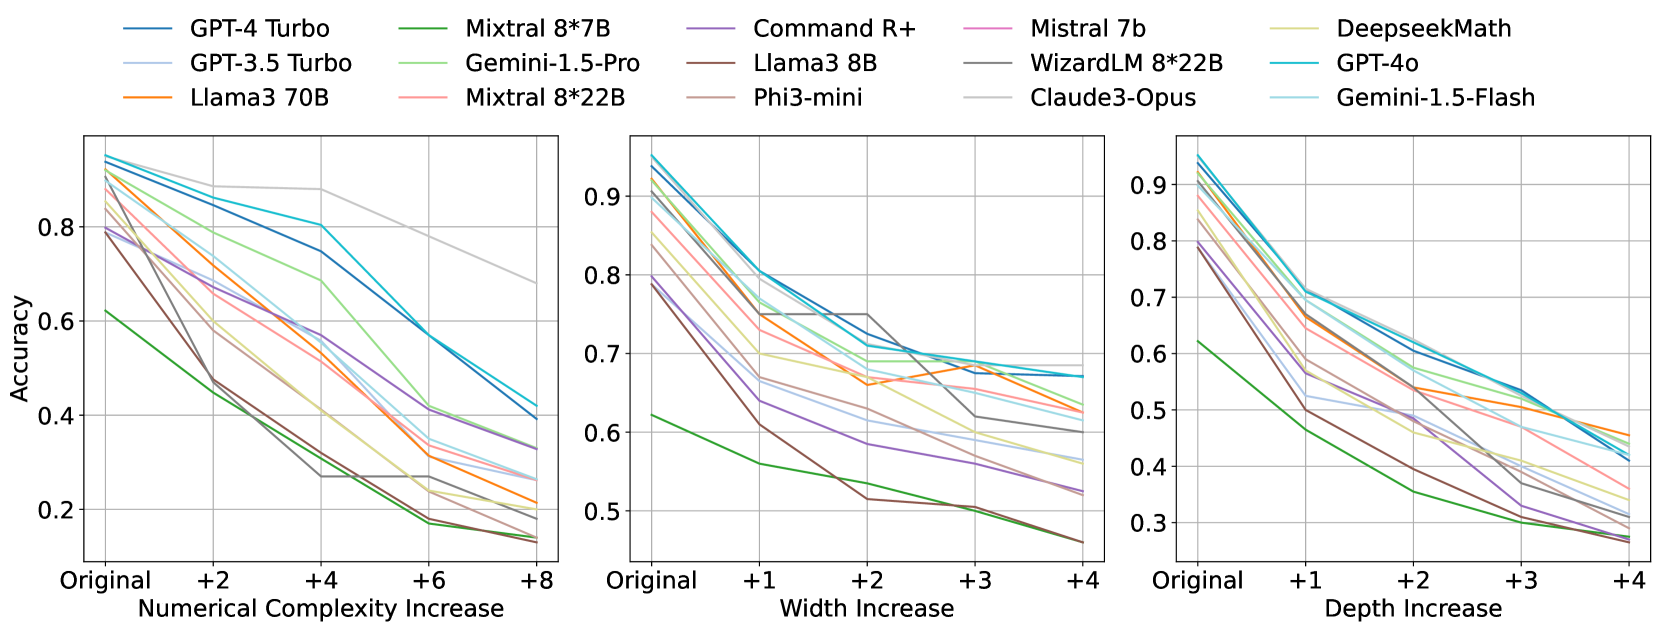 GPT-4 Turbo Mixtral 8*7B Command R+ Mistral 7b DeepseekMath
GPT-3.5 Turbo Gemini-1.5-Pro Llama3 8B WizardLM 8*22B GPT-4o
Llama3 70B Mixtral 8*22B Phi3-mini Claude3-Opus Gemini-1.5-Flash
Accuracy
0.8
0.6
0.4
0.2
Original +2 +4 +6 +8
Numerical Complexity Increase
0.9
0.8
0.7
0.6
0.5
Original +1 +2 +3 +4
Width Increase
0.9
0.8
0.7
0.6
0.5
0.4
0.3
Original +1 +2 +3 +4
Depth Increase